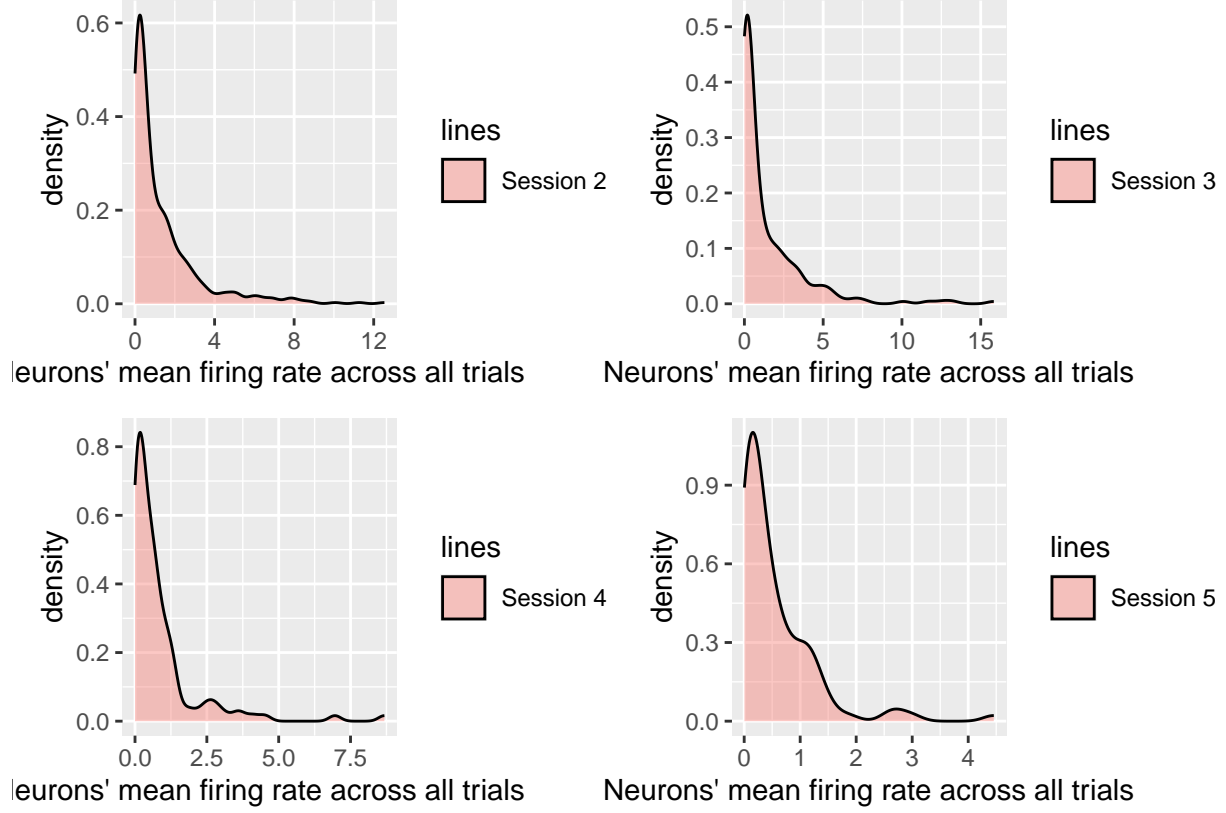 0.6
0.4
0.2
0.0
density
0 4 8 12
leurons' mean firing rate across all trials
lines
Session 2
0.5
0.4
0.3
0.2
0.1
0.0
density
0 5 10 15
Neurons' mean firing rate across all trials
lines
Session 3
0.8
0.6
0.4
0.2
0.0
density
0.0 2.5 5.0 7.5
leurons' mean firing rate across all trials
lines
Session 4
0.9
0.6
0.3
0.0
density
0 1 2 3 4
Neurons' mean firing rate across all trials
lines
Session 5